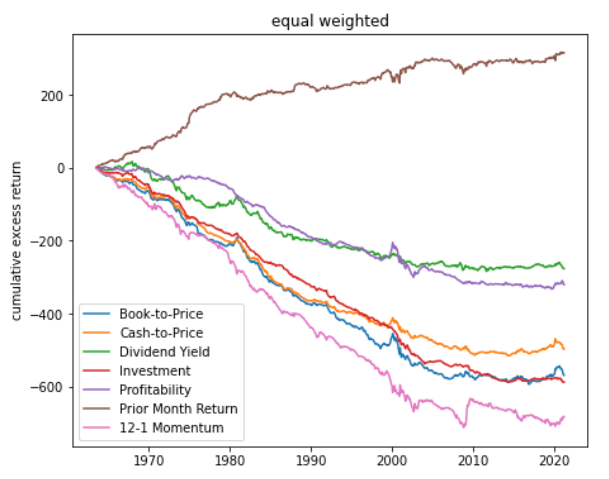 equal weighted
cumulative excess return
200
0
−200
−400
−600
Book-to-Price
Cash-to-Price
Dividend Yield
Investment
Profitability
Prior Month Return
12-1 Momentum
1970 1980 1990 2000 2010 2020